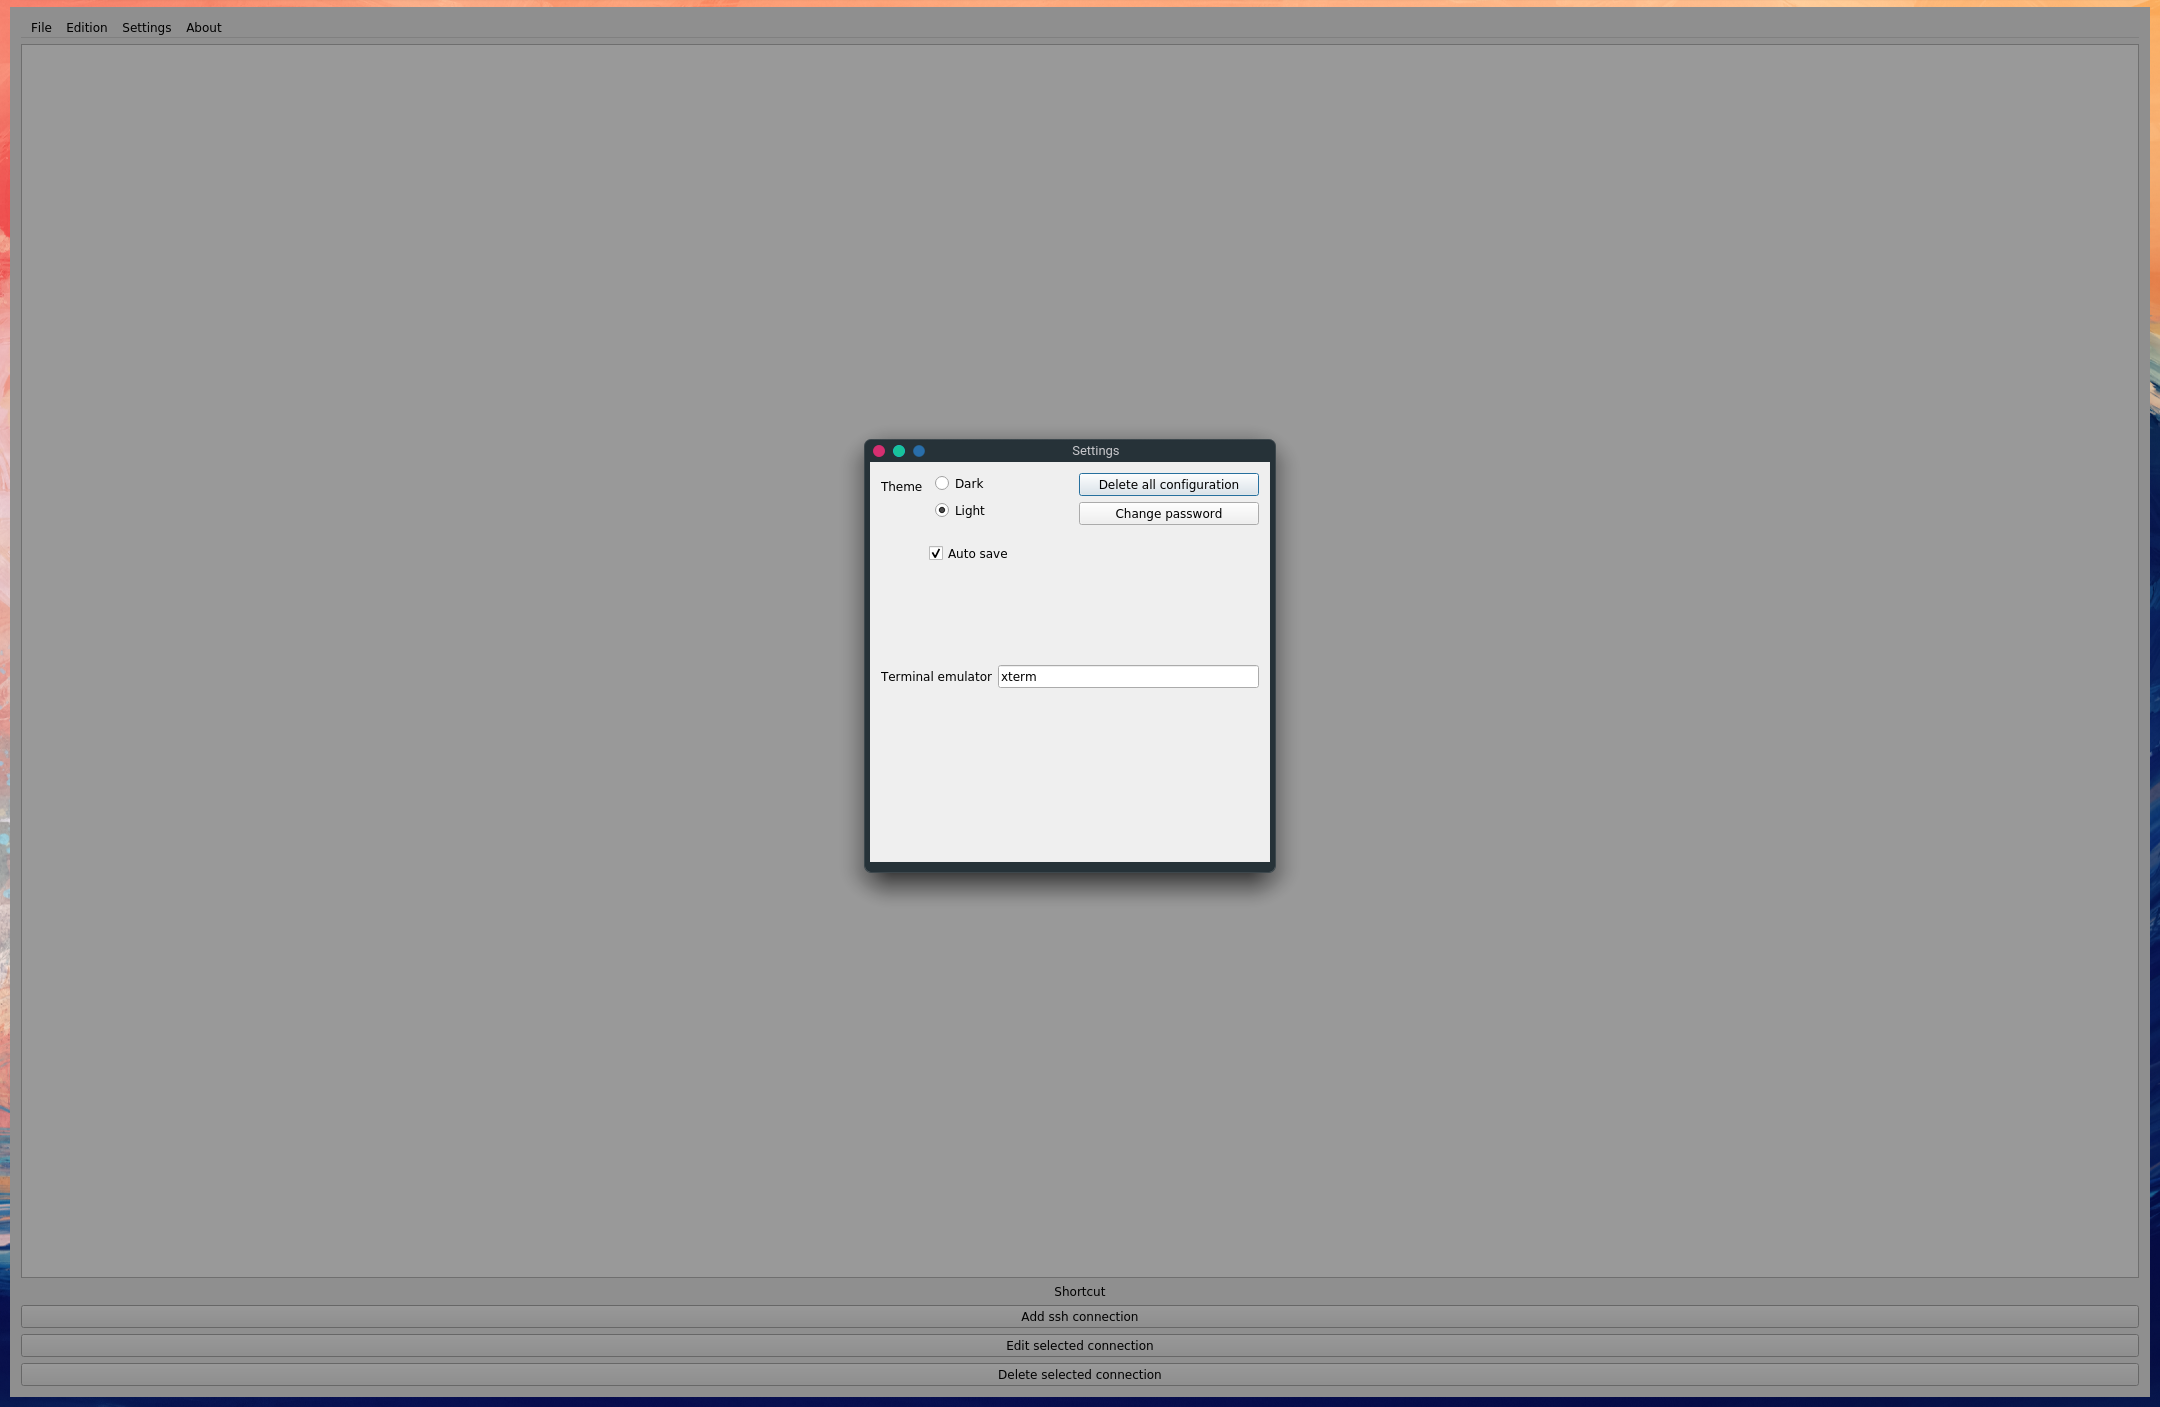 File Edition Settings About
Settings
Theme Dark Delete all configuration
Light Change password
Auto save
Terminal emulator xterm
Shortcut
Add ssh connection
Edit selected connection
Delete selected connection